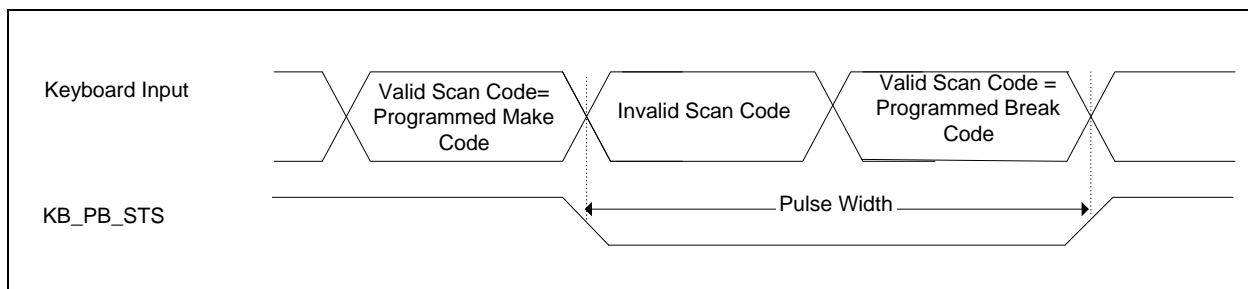 Keyboard Input
Valid Scan Code=
Programmed Make
Code
Invalid Scan Code
Valid Scan Code =
Programmed Break
Code
KB_PB_STS
Pulse Width